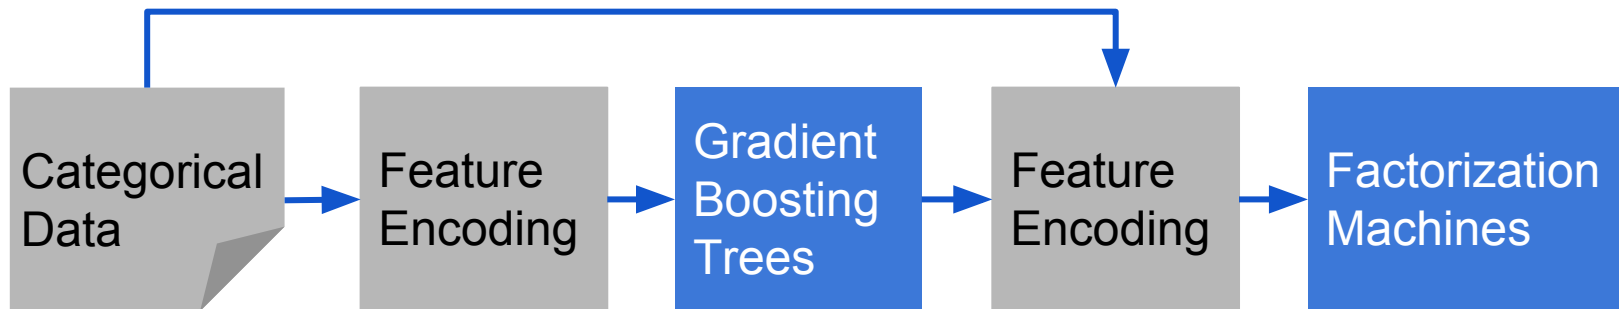 Categorical
Data
Feature
Encoding
Gradient
Boosting
Trees
Feature
Encoding
Factorization
Machines